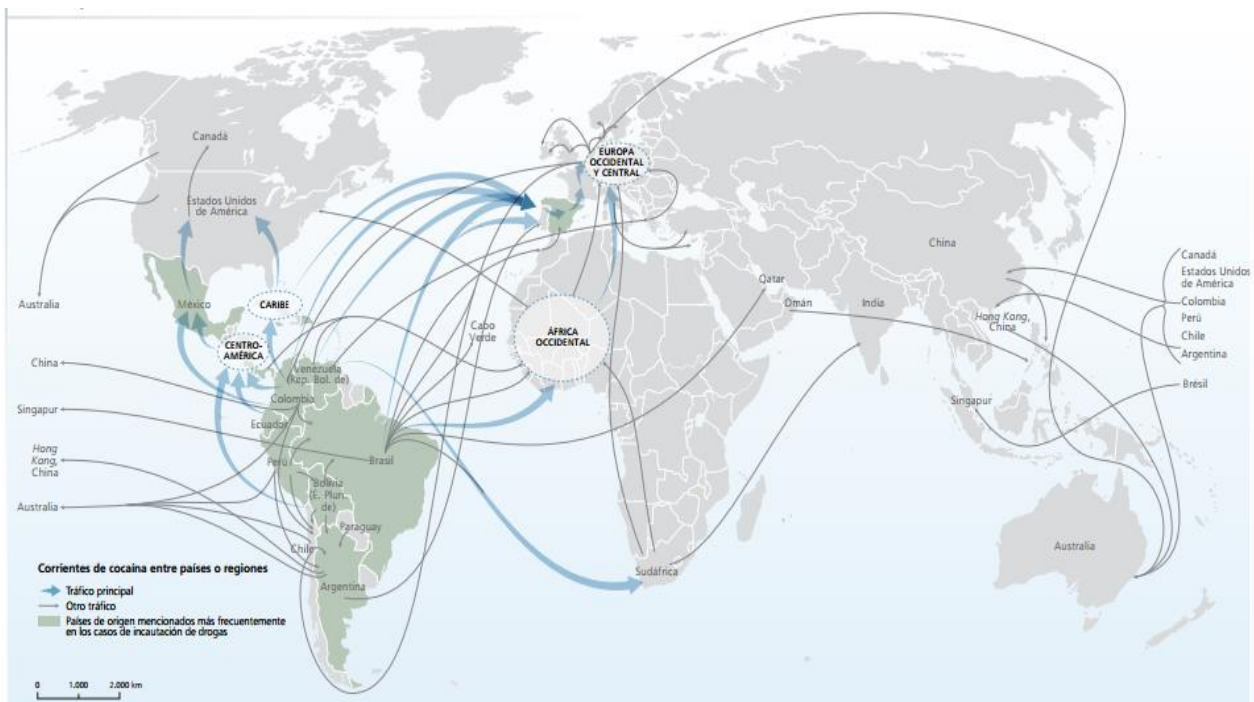 Canadá
Estados Unidos
de América
Australia
México
CARIBE
CENTRO-
AMÉRICA
China
Venezuela
(Rep. Bol. de)
Colombia
Singapur
Ecuador
Hong
Kong,
China
Perú
Brasil
Bolivia
(E. Plun.
de)
Australia
Paraguay
Chile
Argentina
EUROPA
OCCIDENTAL
Y CENTRAL
Cabo
Verde
ÁFRICA
OCCIDENTAL
Sudáfrica
Qatar
Omán
India
China
Hong Kong,
China
Singapur
Australia
Canadá
Estados Unidos
de América
Colombia
Perú
Chile
Argentina
Brésil
Corrientes de cocaína entre países o regiones
Tráfico principal
Otro tráfico
Países de origen mencionados más frecuentemente
en los casos de incautación de drogas
0 1.000 2.000 km